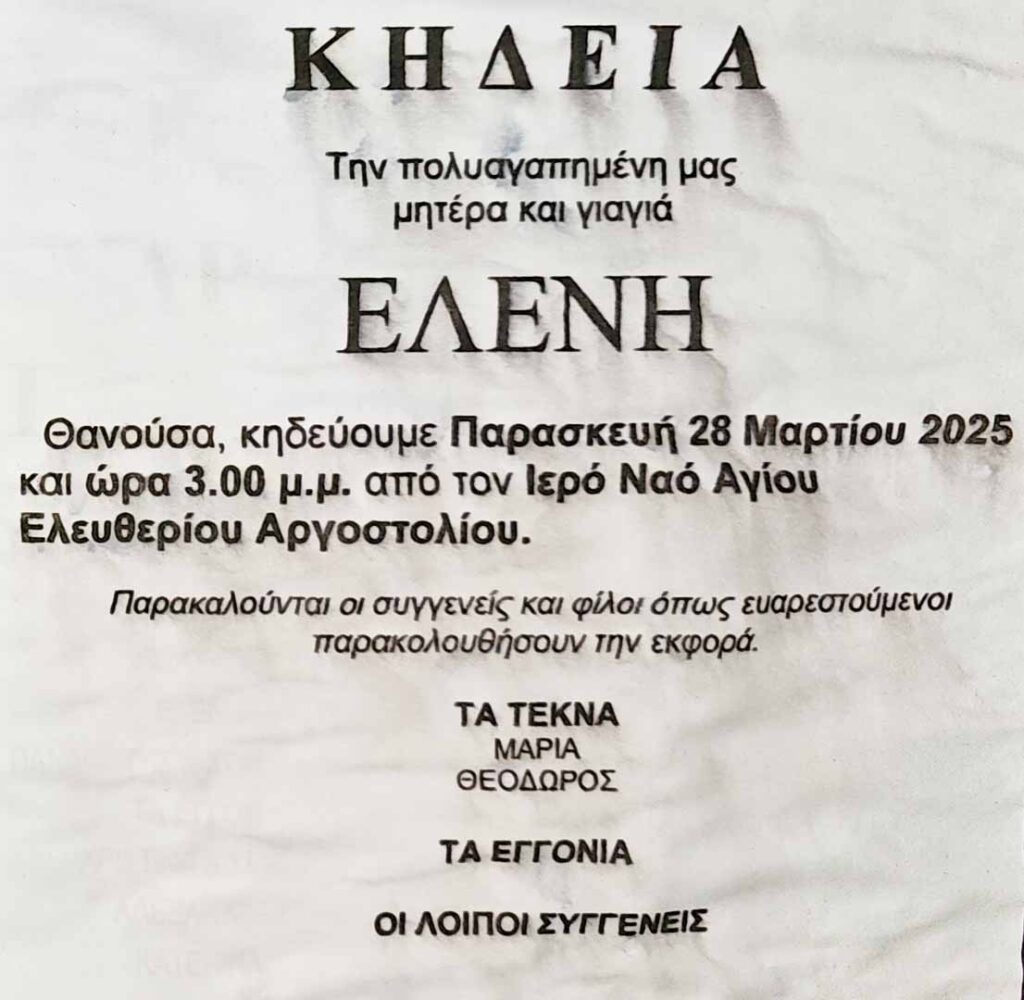 ΚΗΔΕΙΑ
Την πολυαγαπημένη μας
μητέρα και γιαγιά
ΕΛΕΝΗ
Θανούσα, κηδεύουμε Παρασκευή 28 Μαρτίου 2025
και ώρα 3.00 μ.μ. από τον Ιερό Ναό Αγίου
Ελευθερίου Αργοστολίου.
Παρακαλούνται οι συγγενείς και φίλοι όπως ευαρεστούμενοι
παρακολουθήσουν την εκφορά.
ΤΑ ΤΕΚΝΑ
ΜΑΡΙΑ
ΘΕΟΔΩΡΟΣ
ΤΑ ΕΓΓΟΝΙΑ
ΟΙ ΛΟΙΠΟΙ ΣΥΓΓΕΝΕΙΣ